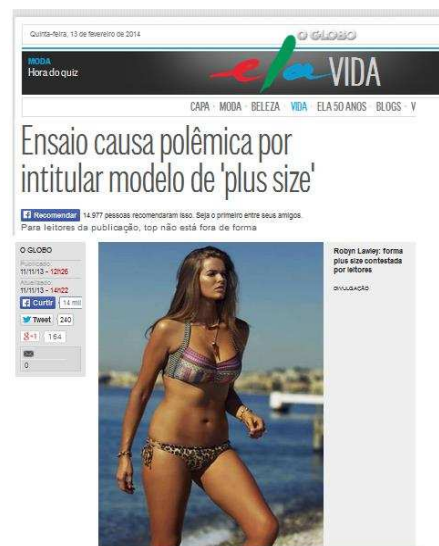 Quinta-feira, 13 de fevereiro de 2014
O GLOBO
MODA
Hora do quiz
ela VIDA
CAPA · MODA · BELEZA · VIDA · ELA 50 ANOS · BLOGS · V
Ensaio causa polêmica por
intitular modelo de 'plus size'
Recomendar 14.977 pessoas recomendaram isso. Seja o primeiro entre seus amigos.
Para leitores da publicação, top não está fora de forma
O GLOBO
Publicado:
11/11/13 - 12h26
Atualizado:
11/11/13 - 14h22
Curtir 14 mil
Tweet 240
g+1 164
0
Robyn Lawley: forma
plus size contestada
por leitores
DIVULGAÇÃO